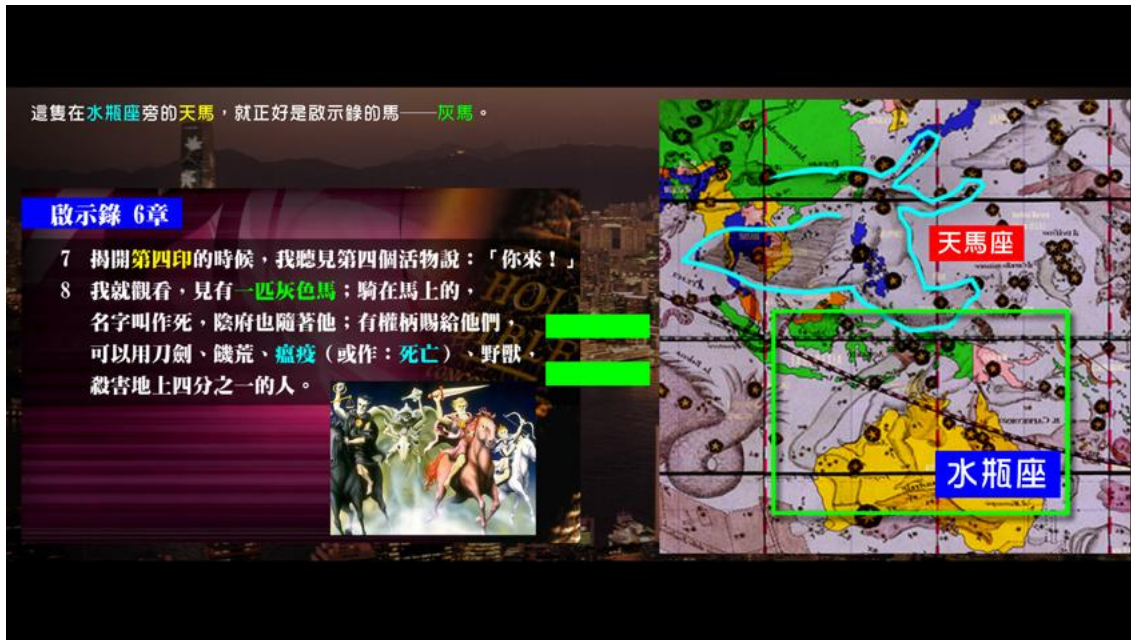 這隻在水瓶座旁的天馬，就正好是啟示錄的馬——灰馬。
啟示錄 6章
7 揭開第四印的時候，我聽見第四個活物說：「你來！」
8 我就觀看，見有一匹灰色馬；騎在馬上的，
名字叫作死，陰府也隨著他；有權柄賜給他們，
可以用刀劍、饑荒、瘟疫（或作：死亡）、野獸，
殺害地上四分之一的人。
天馬座
水瓶座